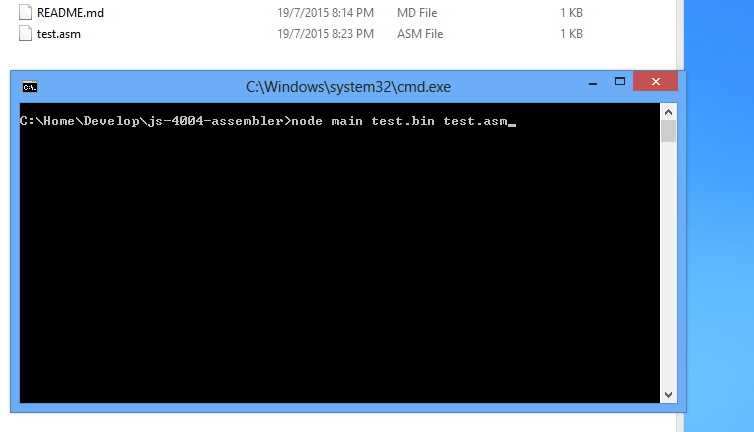 README.md 19/7/2015 8:14 PM MD File 1 KB
test.asm 19/7/2015 8:23 PM ASM File 1 KB
C:\Windows\system32\cmd.exe
C:\Home\Develop\js-4004-assembler>node main test.bin test.asm_